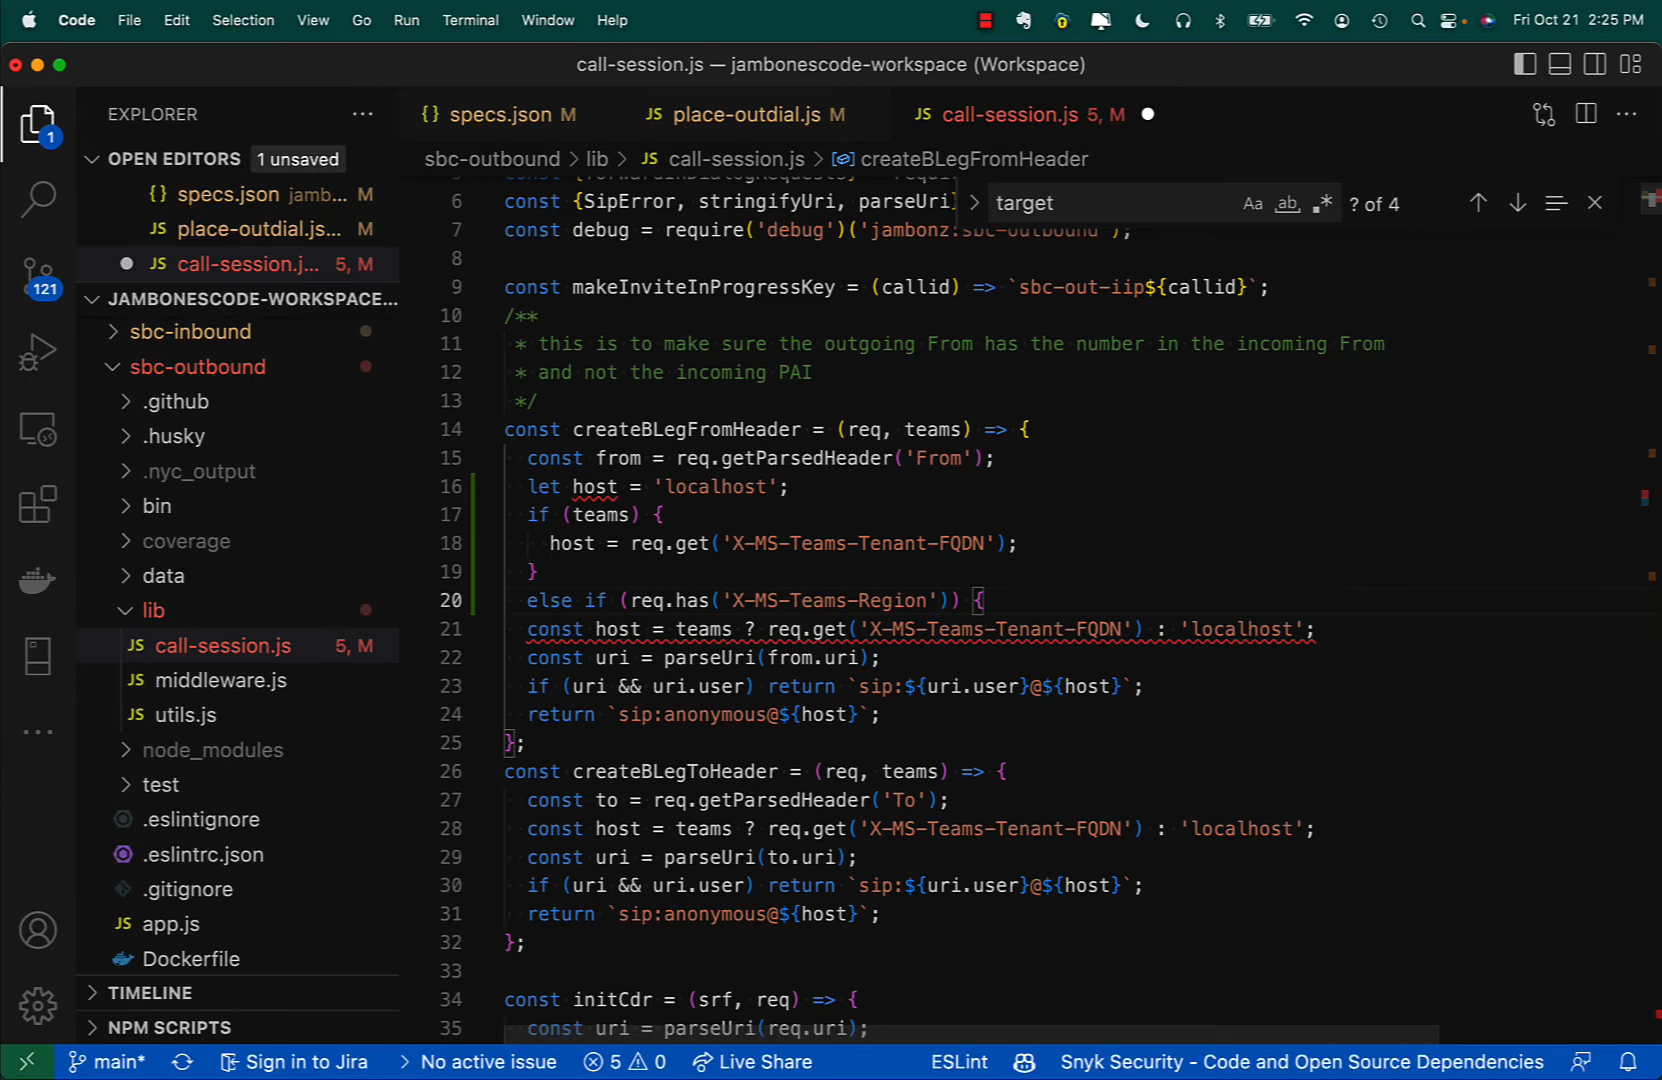 Code File Edit Selection View Go Run Terminal Window Help Fri Oct 21 2:25 PM
call-session.js — jambonescode-workspace (Workspace)
EXPLORER ···
{} specs.json M JS place-outdial.js M JS call-session.js 5, M
OPEN EDITORS 1 unsaved
sbc-outbound > lib > JS call-session.js > createBLegFromHeader
{} specs.json jamb... M
JS place-outdial.js... M
JS call-session.j... 5, M
JAMBONESCODE-WORKSPACE...
sbc-inbound
sbc-outbound
.github
.husky
.nyc_output
bin
coverage
data
lib
JS call-session.js 5, M
JS middleware.js
JS utils.js
node_modules
test
.eslintignore
.eslintrc.json
.gitignore
JS app.js
Dockerfile
TIMELINE
NPM SCRIPTS
1
121
target Aa ab ? of 4
6 const {SipError, stringifyUri, parseUri}
7 const debug = require('debug')('jambonz:sbc-outbound');
8
9 const makeInviteInProgressKey = (callid) => `sbc-out-iip${callid}`;
10 /**
11 * this is to make sure the outgoing From has the number in the incoming From
12 * and not the incoming PAI
13 */
14 const createBLegFromHeader = (req, teams) => {
15 const from = req.getParsedHeader('From');
16 let host = 'localhost';
17 if (teams) {
18 host = req.get('X-MS-Teams-Tenant-FQDN');
19 }
20 else if (req.has('X-MS-Teams-Region')) {
21 const host = teams ? req.get('X-MS-Teams-Tenant-FQDN') : 'localhost';
22 const uri = parseUri(from.uri);
23 if (uri && uri.user) return `sip:${uri.user}@${host}`;
24 return `sip:anonymous@${host}`;
25 };
26 const createBLegToHeader = (req, teams) => {
27 const to = req.getParsedHeader('To');
28 const host = teams ? req.get('X-MS-Teams-Tenant-FQDN') : 'localhost';
29 const uri = parseUri(to.uri);
30 if (uri && uri.user) return `sip:${uri.user}@${host}`;
31 return `sip:anonymous@${host}`;
32 };
33
34 const initCdr = (srf, req) => {
35 const uri = parseUri(req.uri);
main* Sign in to Jira No active issue 5 0 Live Share ESLint Snyk Security - Code and Open Source Dependencies